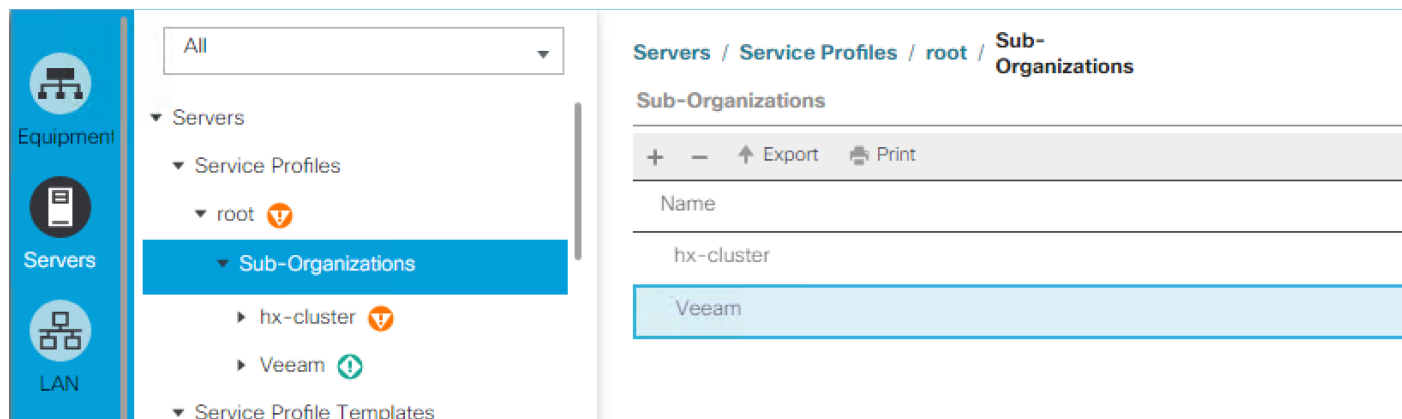 Equipment
Servers
LAN
All
Servers
Service Profiles
root
Sub-Organizations
hx-cluster
Veeam
Service Profile Templates
Servers / Service Profiles / root / Sub-
Organizations
Sub-Organizations
+ − Export Print
Name
hx-cluster
Veeam